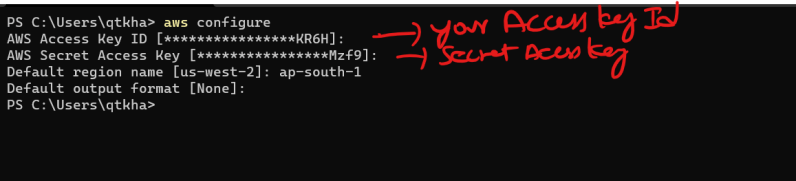 PS C:\Users\qtkha> aws configure
AWS Access Key ID [****************KR6H]: → your Access key Id
AWS Secret Access Key [****************Mzf9]: → Secret Acess key
Default region name [us-west-2]: ap-south-1
Default output format [None]:
PS C:\Users\qtkha>